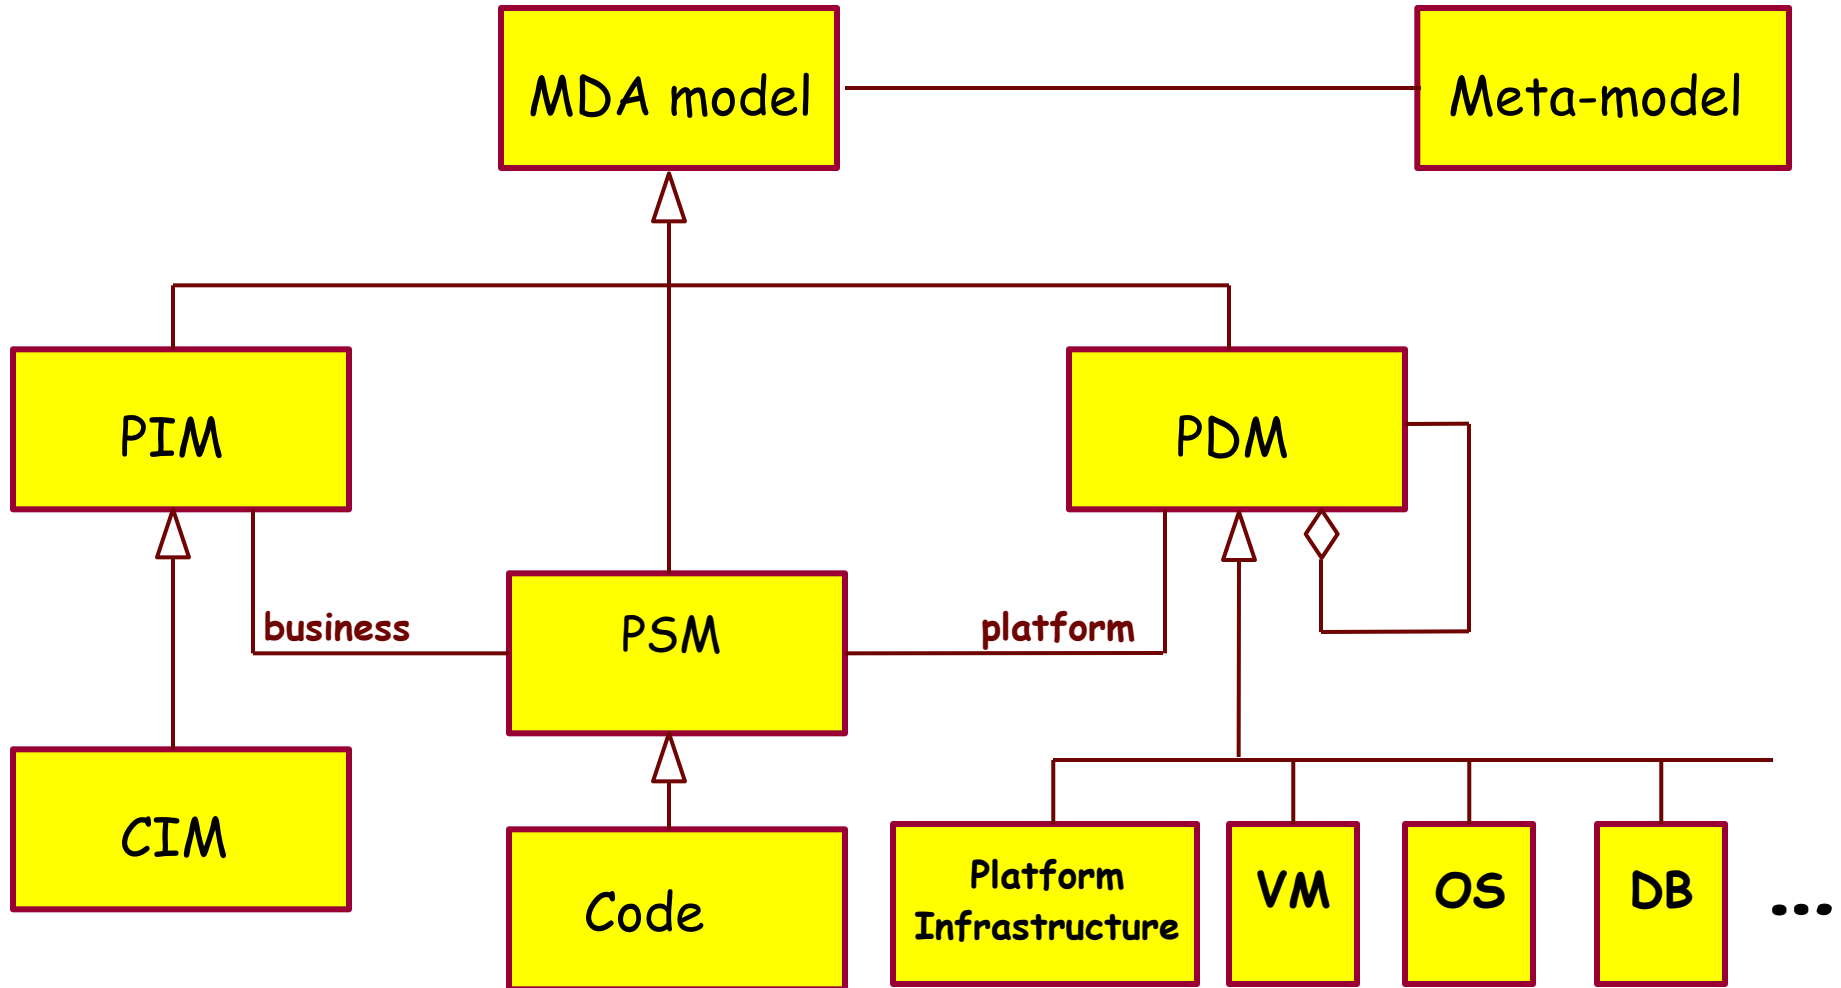 MDA model
Meta-model
PIM
PDM
business
PSM
platform
CIM
Code
Platform
Infrastructure
VM
OS
DB
...